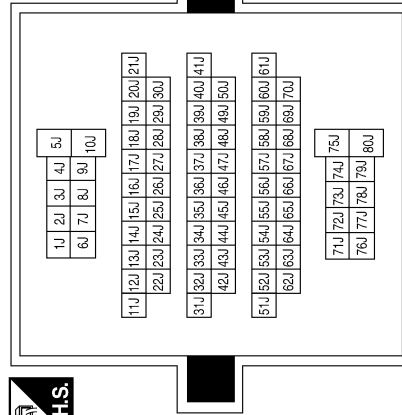 1J 2J 3J 4J 5J
6J 7J 8J 9J 10J
11J 12J 13J 14J 15J 16J 17J 18J 19J 20J 21J
22J 23J 24J 25J 26J 27J 28J 29J 30J
31J 32J 33J 34J 35J 36J 37J 38J 39J 40J 41J
42J 43J 44J 45J 46J 47J 48J 49J 50J
51J 52J 53J 54J 55J 56J 57J 58J 59J 60J 61J
62J 63J 64J 65J 66J 67J 68J 69J 70J
71J 72J 73J 74J 75J
76J 77J 78J 79J 80J
H.S.